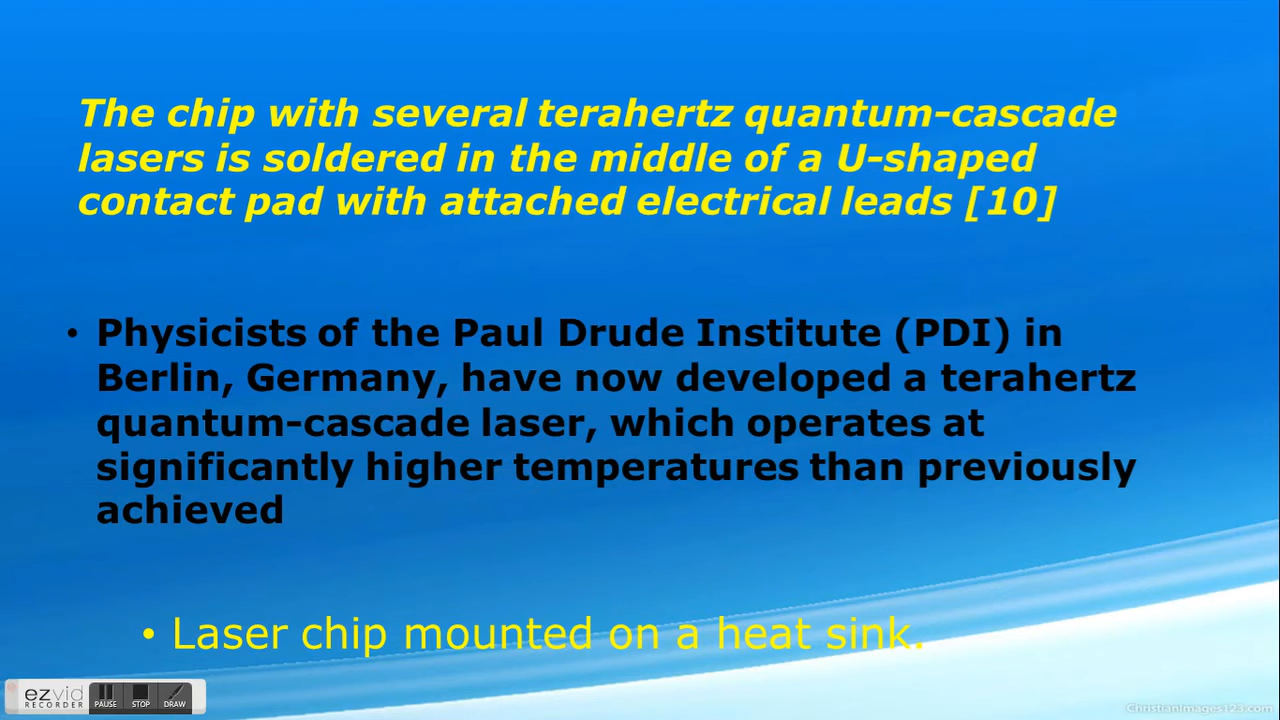 The chip with several terahertz quantum-cascade
lasers is soldered in the middle of a U-shaped
contact pad with attached electrical leads [10]
• Physicists of the Paul Drude Institute (PDI) in
Berlin, Germany, have now developed a terahertz
quantum-cascade laser, which operates at
significantly higher temperatures than previously
achieved
• Laser chip mounted on a heat sink.
ezvid
RECORDER
PAUSE STOP DRAW
ChristianImages123.com